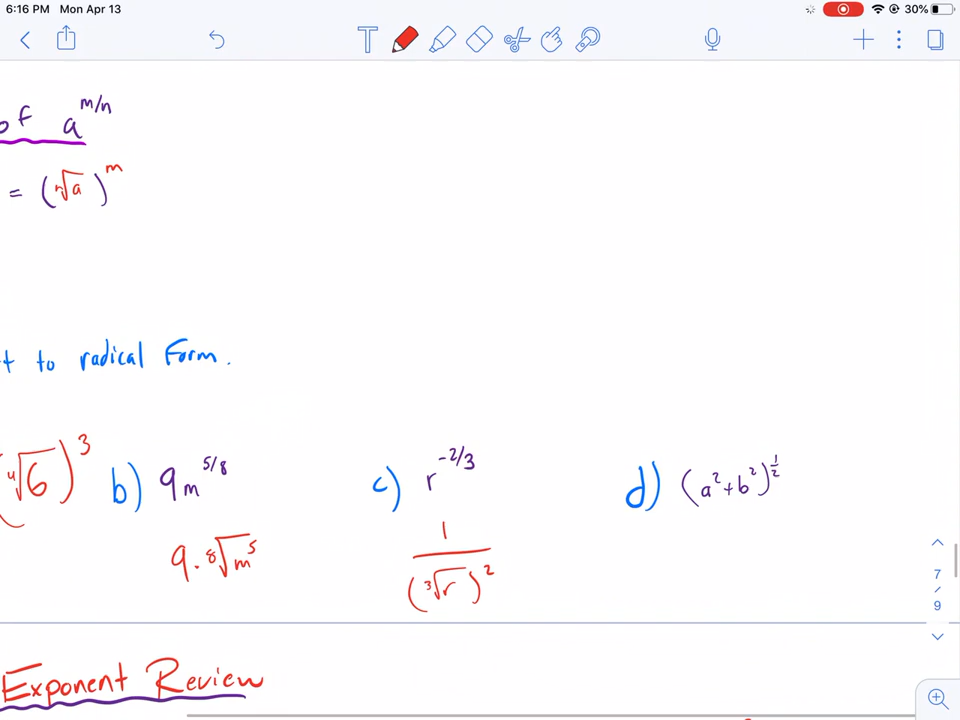 6:16 PM Mon Apr 13 30%
T
of a^m/n
= (ⁿ√a)^m
t to radical Form.
(⁴√6)³ b) 9m^5/8 c) r^-2/3 d) (a²+b²)^1/2
9·⁸√m⁵ 1/(³√r)²
7
/
9
Exponent Review